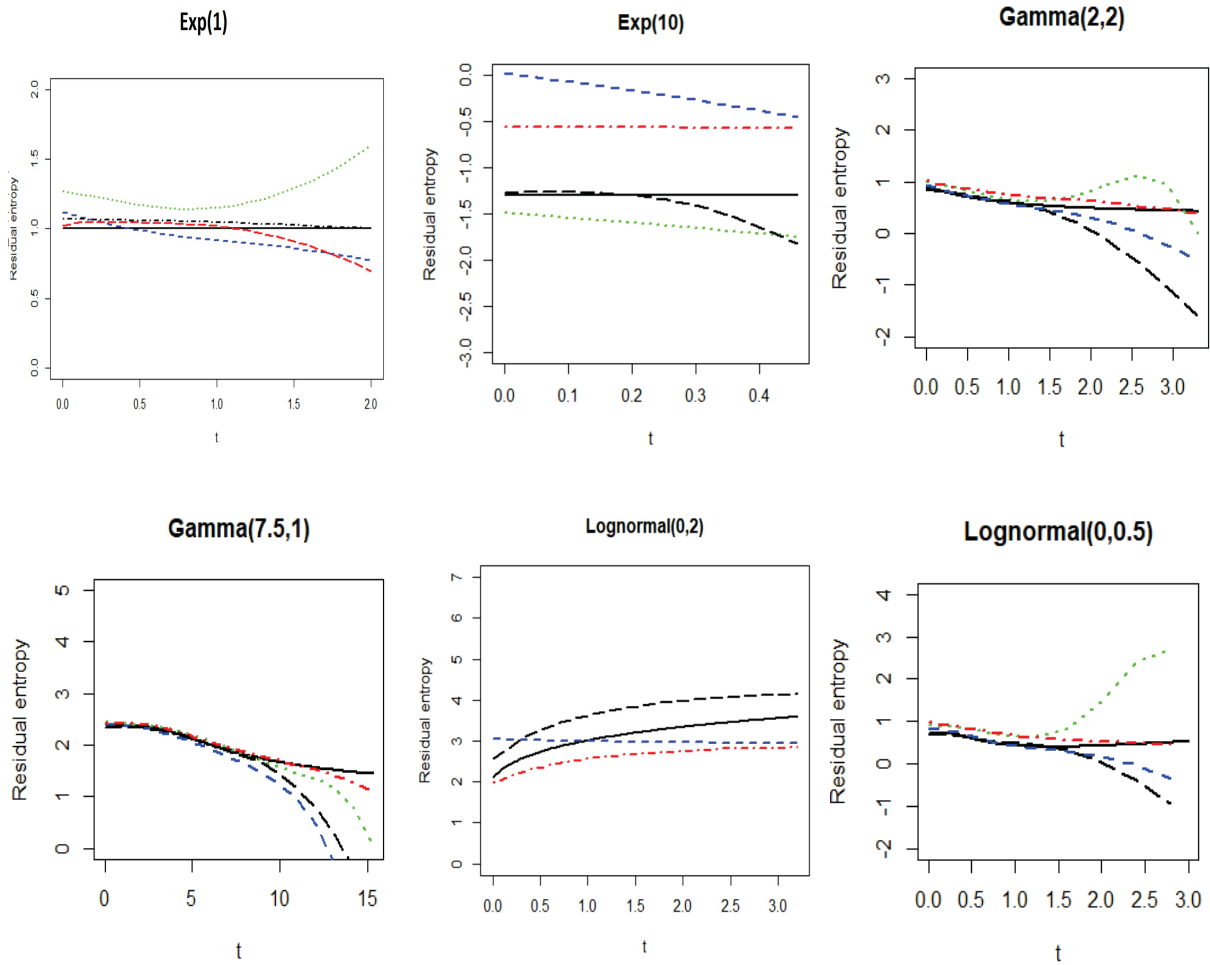 Exp(1)
Residual entropy
2.0
1.5
1.0
0.5
0.0
0.0 0.5 1.0 1.5 2.0
t
Exp(10)
Residual entropy
0.0
-0.5
-1.0
-1.5
-2.0
-2.5
-3.0
0.0 0.1 0.2 0.3 0.4
t
Gamma(2,2)
Residual entropy
3
2
1
0
-1
-2
0.0 0.5 1.0 1.5 2.0 2.5 3.0
t
Gamma(7.5,1)
Residual entropy
5
4
3
2
1
0
0 5 10 15
t
Lognormal(0,2)
Residual entropy
7
6
5
4
3
2
1
0
0.0 0.5 1.0 1.5 2.0 2.5 3.0
t
Lognormal(0,0.5)
Residual entropy
4
3
2
1
0
-1
-2
0.0 0.5 1.0 1.5 2.0 2.5 3.0
t